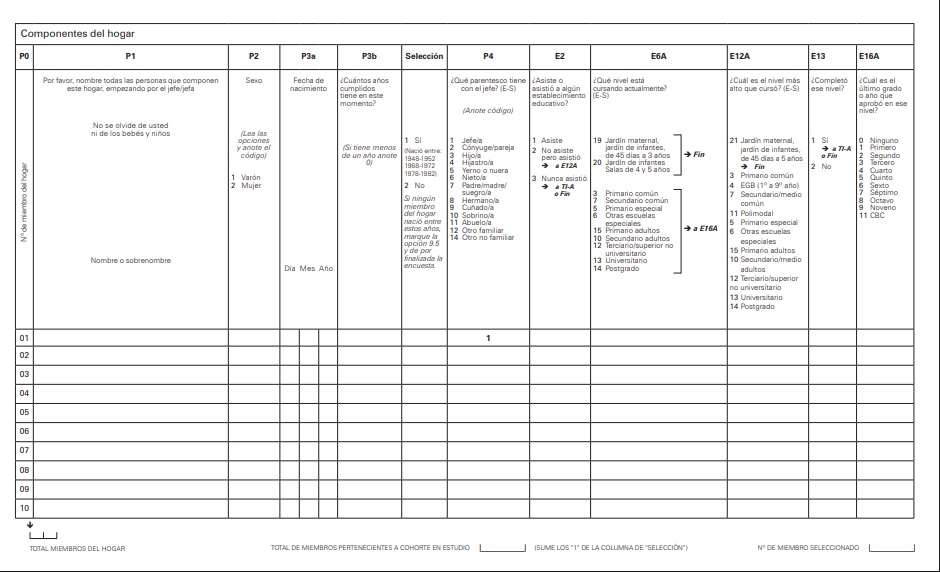 Componentes del hogar
P0 P1 P2 P3a P3b Selección P4 E2 E6A E12A E13 E16A
Nº de miembro del hogar
Por favor, nombre todas las personas que componen
este hogar, empezando por el jefe/jefa
No se olvide de usted
ni de los bebés y niños
Nombre o sobrenombre
Sexo
(Lea las
opciones
y anote el
código)
1 Varón
2 Mujer
Fecha de
nacimiento
Día Mes Año
¿Cuántos años
cumplidos
tiene en este
momento?
(Si tiene menos
de un año anote
0)
1 Sí
(Nació entre:
1948-1952
1968-1972
1978-1982)
2 No
Si ningún
miembro
del hogar
nació entre
estos años,
marque la
opción 9.5
y de por
finalizada la
encuesta.
¿Qué parentesco tiene
con el jefe? (E-S)
(Anote código)
1 Jefe/a
2 Cónyuge/pareja
3 Hijo/a
4 Hijastro/a
5 Yerno o nuera
6 Nieto/a
7 Padre/madre/
suegro/a
8 Hermano/a
9 Cuñado/a
10 Sobrino/a
11 Abuelo/a
12 Otro familiar
14 Otro no familiar
¿Asiste o
asistió a algún
establecimiento
educativo?
1 Asiste
2 No asiste
pero asistió
➔ a E12A
3 Nunca asistió
➔ a TI-A
o Fin
¿Qué nivel está
cursando actualmente?
(E-S)
19 Jardín maternal,
jardín de infantes,
de 45 días a 3 años
20 Jardín de infantes
Salas de 4 y 5 años
➔ Fin
3 Primario común
7 Secundario común
5 Primario especial
6 Otras escuelas
especiales
15 Primario adultos
10 Secundario adultos
12 Terciario/superior no
universitario
13 Universitario
14 Postgrado
➔ a E16A
¿Cuál es el nivel más
alto que cursó? (E-S)
21 Jardín maternal,
jardín de infantes,
de 45 días a 5 años
➔ Fin
3 Primario común
4 EGB (1º a 9º año)
7 Secundario/medio
común
11 Polimodal
5 Primario especial
6 Otras escuelas
especiales
15 Primario adultos
10 Secundario/medio
adultos
12 Terciario/superior
no universitario
13 Universitario
14 Postgrado
¿Completó
ese nivel?
1 Sí
➔ a TI-A
o Fin
2 No
¿Cuál es el
último grado
o año que
aprobó en ese
nivel?
0 Ninguno
1 Primero
2 Segundo
3 Tercero
4 Cuarto
5 Quinto
6 Sexto
7 Séptimo
8 Octavo
9 Noveno
11 CBC
01 1
02
03
04
05
06
07
08
09
10
TOTAL MIEMBROS DEL HOGAR
TOTAL DE MIEMBROS PERTENECIENTES A COHORTE EN ESTUDIO (SUME LOS "1" DE LA COLUMNA DE "SELECCIÓN") Nº DE MIEMBRO SELECCIONADO